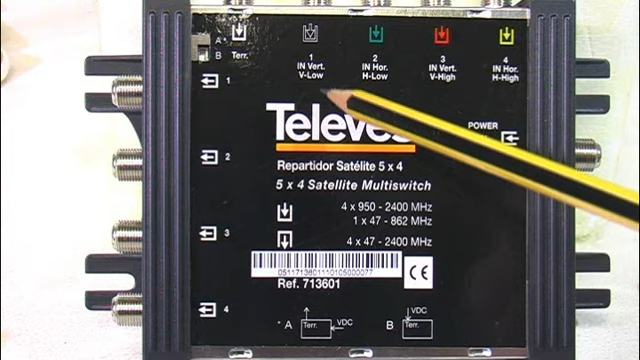 A
B
Terr.
1
IN Vert.
V-Low
2
IN Hor.
H-Low
3
IN Vert.
V-High
4
IN Hor.
H-High
1
POWER
Televes
2
Repartidor Satélite 5 x 4
5 x 4 Satellite Multiswitch
4 x 950 - 2400 MHz
1 x 47 - 862 MHz
3
4 x 47 - 2400 MHz
0511713601110105000077
CE
Ref. 713601
4
* A
Terr.
VDC
B
VDC
Terr.